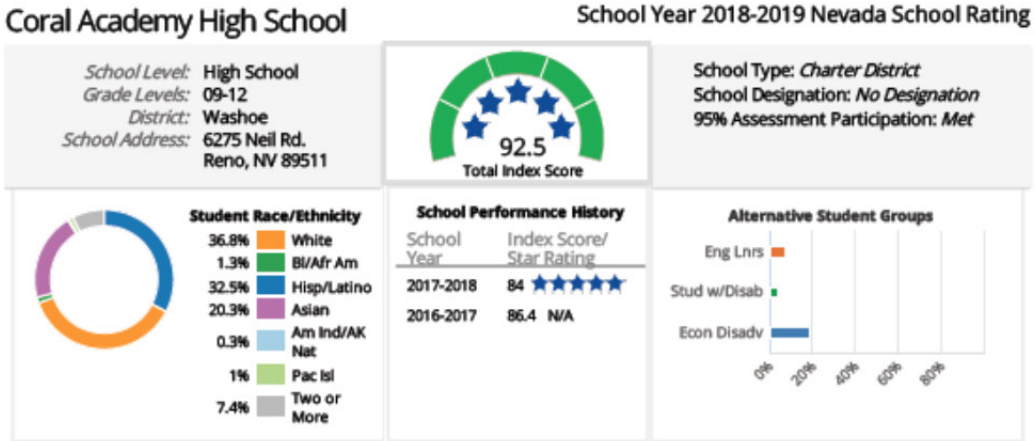 Coral Academy High School
School Year 2018-2019 Nevada School Rating
School Level: High School
Grade Levels: 09-12
District: Washoe
School Address: 6275 Neil Rd.
Reno, NV 89511
92.5
Total Index Score
School Type: Charter District
School Designation: No Designation
95% Assessment Participation: Met
Student Race/Ethnicity
36.8% White
1.3% Bl/Afr Am
32.5% Hisp/Latino
20.3% Asian
0.3% Am Ind/AK
Nat
1% Pac Isl
7.4% Two or
More
School Performance History
School Year
Index Score/
Star Rating
2017-2018 84
2016-2017 86.4 N/A
Alternative Student Groups
Eng Lnrs
Stud w/Disab
Econ Disadv
0% 20% 40% 60% 80%